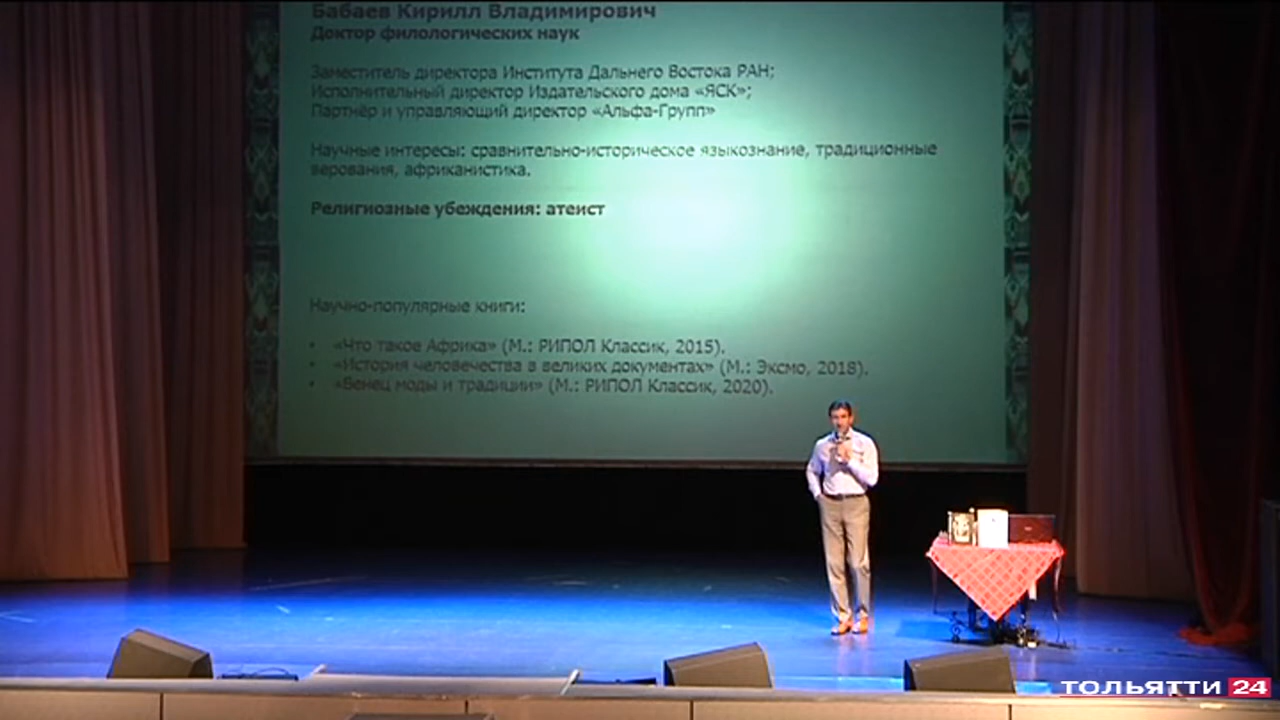 Бабаев Кирилл Владимирович
Доктор филологических наук
Заместитель директора Института Дальнего Востока РАН;
Исполнительный директор Издательского дома «ЯСК»;
Партнёр и управляющий директор «Альфа-Групп»
Научные интересы: сравнительно-историческое языкознание, традиционные
верования, африканистика.
Религиозные убеждения: атеист
Научно-популярные книги:
• «Что такое Африка» (М.: РИПОЛ Классик, 2015).
• «История человечества в великих документах» (М.: Эксмо, 2018).
• «Венец моды и традиции» (М.: РИПОЛ Классик, 2020).
ТОЛЬЯТТИ 24